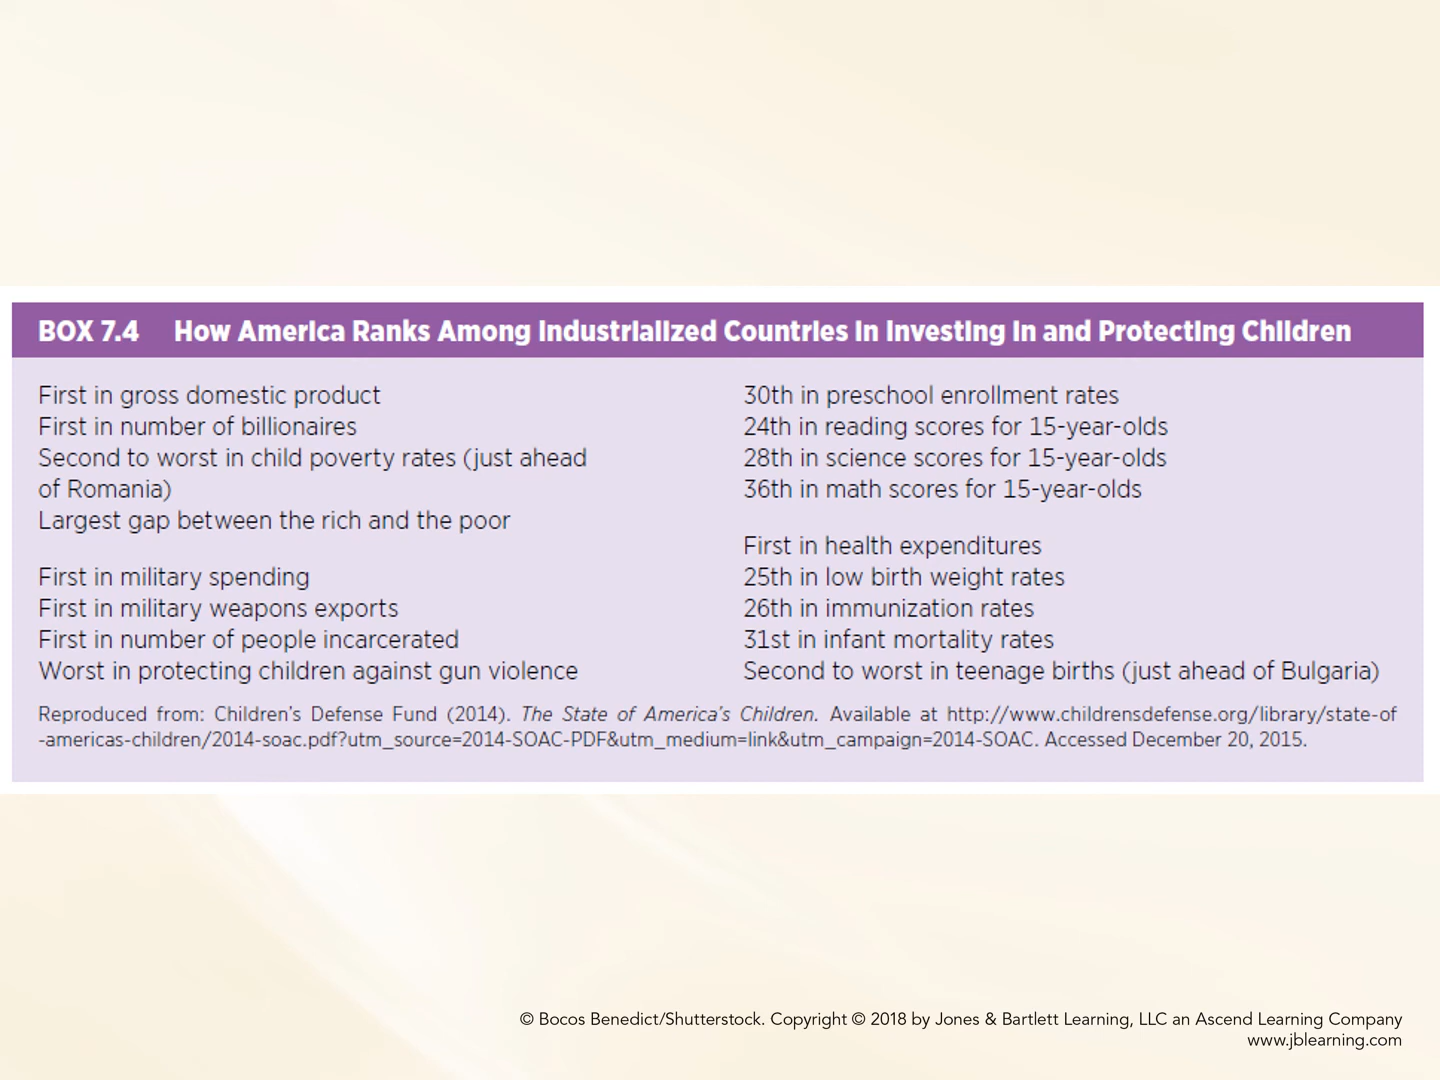 BOX 7.4 How America Ranks Among Industrialized Countries in Investing in and Protecting Children
First in gross domestic product
First in number of billionaires
Second to worst in child poverty rates (just ahead
of Romania)
Largest gap between the rich and the poor
First in military spending
First in military weapons exports
First in number of people incarcerated
Worst in protecting children against gun violence
30th in preschool enrollment rates
24th in reading scores for 15-year-olds
28th in science scores for 15-year-olds
36th in math scores for 15-year-olds
First in health expenditures
25th in low birth weight rates
26th in immunization rates
31st in infant mortality rates
Second to worst in teenage births (just ahead of Bulgaria)
Reproduced from: Children's Defense Fund (2014). The State of America's Children. Available at http://www.childrensdefense.org/library/state-of
-americas-children/2014-soac.pdf?utm_source=2014-SOAC-PDF&utm_medium=link&utm_campaign=2014-SOAC. Accessed December 20, 2015.
© Bocos Benedict/Shutterstock. Copyright © 2018 by Jones & Bartlett Learning, LLC an Ascend Learning Company
www.jblearning.com